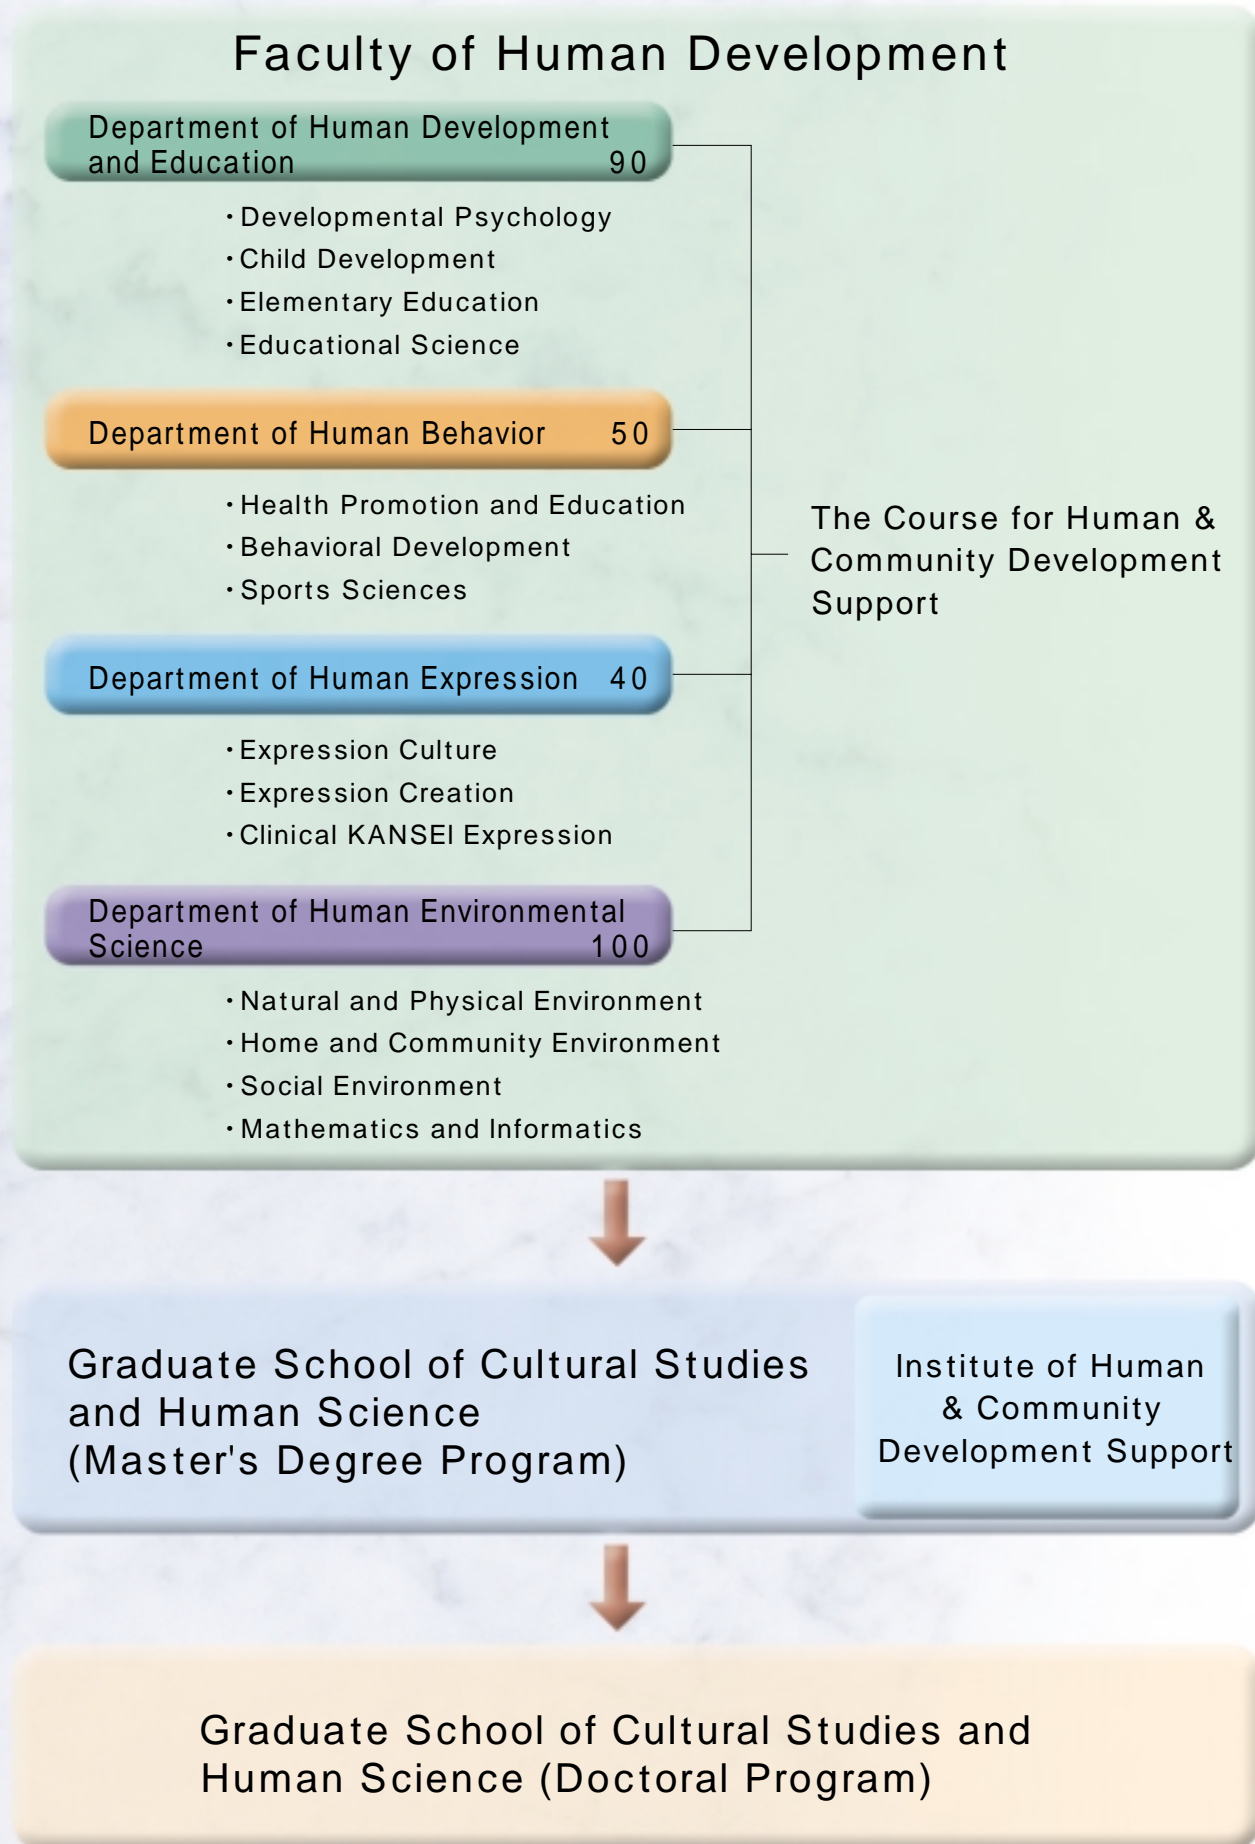 Faculty of Human Development
Department of Human Development
and Education 90
・Developmental Psychology
・Child Development
・Elementary Education
・Educational Science
Department of Human Behavior 50
・Health Promotion and Education
・Behavioral Development
・Sports Sciences
The Course for Human &
Community Development
Support
Department of Human Expression 40
・Expression Culture
・Expression Creation
・Clinical KANSEI Expression
Department of Human Environmental
Science 100
・Natural and Physical Environment
・Home and Community Environment
・Social Environment
・Mathematics and Informatics
Graduate School of Cultural Studies
and Human Science
(Master's Degree Program)
Institute of Human
& Community
Development Support
Graduate School of Cultural Studies and
Human Science (Doctoral Program)